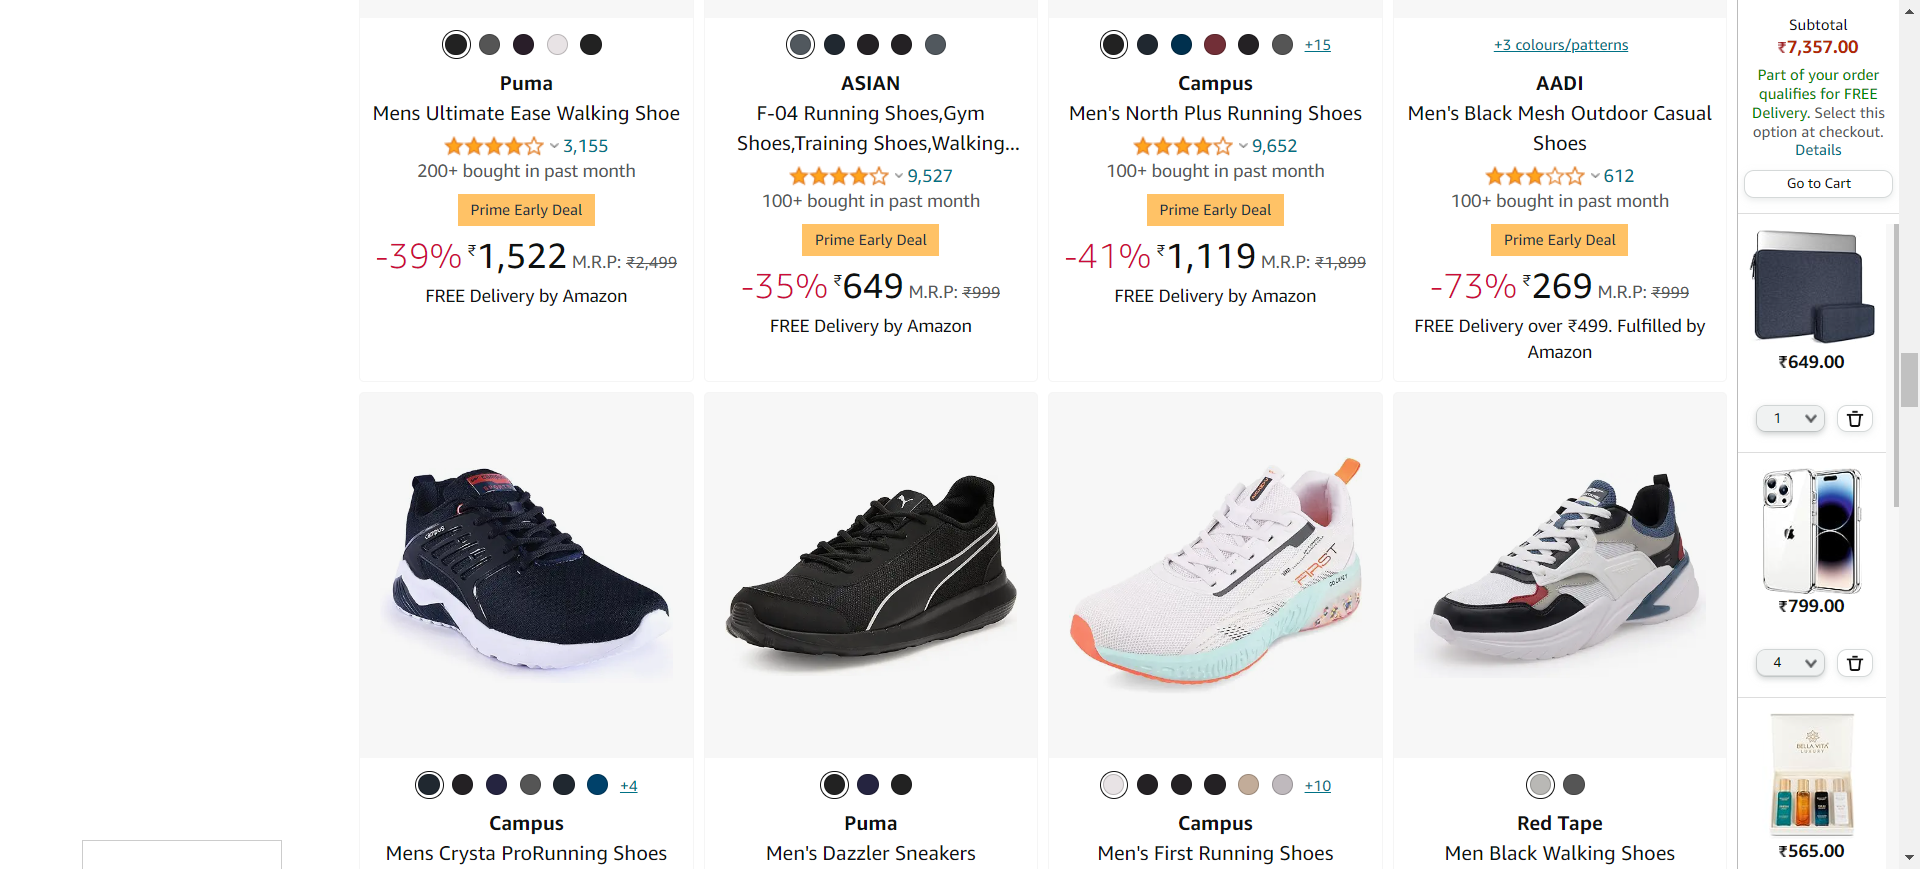 Puma
Mens Ultimate Ease Walking Shoe
3,155
200+ bought in past month
Prime Early Deal
-39% ₹1,522 M.R.P: ₹2,499
FREE Delivery by Amazon
ASIAN
F-04 Running Shoes,Gym
Shoes,Training Shoes,Walking...
9,527
100+ bought in past month
Prime Early Deal
-35% ₹649 M.R.P: ₹999
FREE Delivery by Amazon
+15
Campus
Men's North Plus Running Shoes
9,652
100+ bought in past month
Prime Early Deal
-41% ₹1,119 M.R.P: ₹1,899
FREE Delivery by Amazon
+3 colours/patterns
AADI
Men's Black Mesh Outdoor Casual
Shoes
612
100+ bought in past month
Prime Early Deal
-73% ₹269 M.R.P: ₹999
FREE Delivery over ₹499. Fulfilled by
Amazon
+4
Campus
Mens Crysta ProRunning Shoes
Puma
Men's Dazzler Sneakers
FIRST
+10
Campus
Men's First Running Shoes
Red Tape
Men Black Walking Shoes
Subtotal
₹7,357.00
Part of your order
qualifies for FREE
Delivery. Select this
option at checkout.
Details
Go to Cart
₹649.00
1
₹799.00
4
BELLA VITA
LUXURY
₹565.00